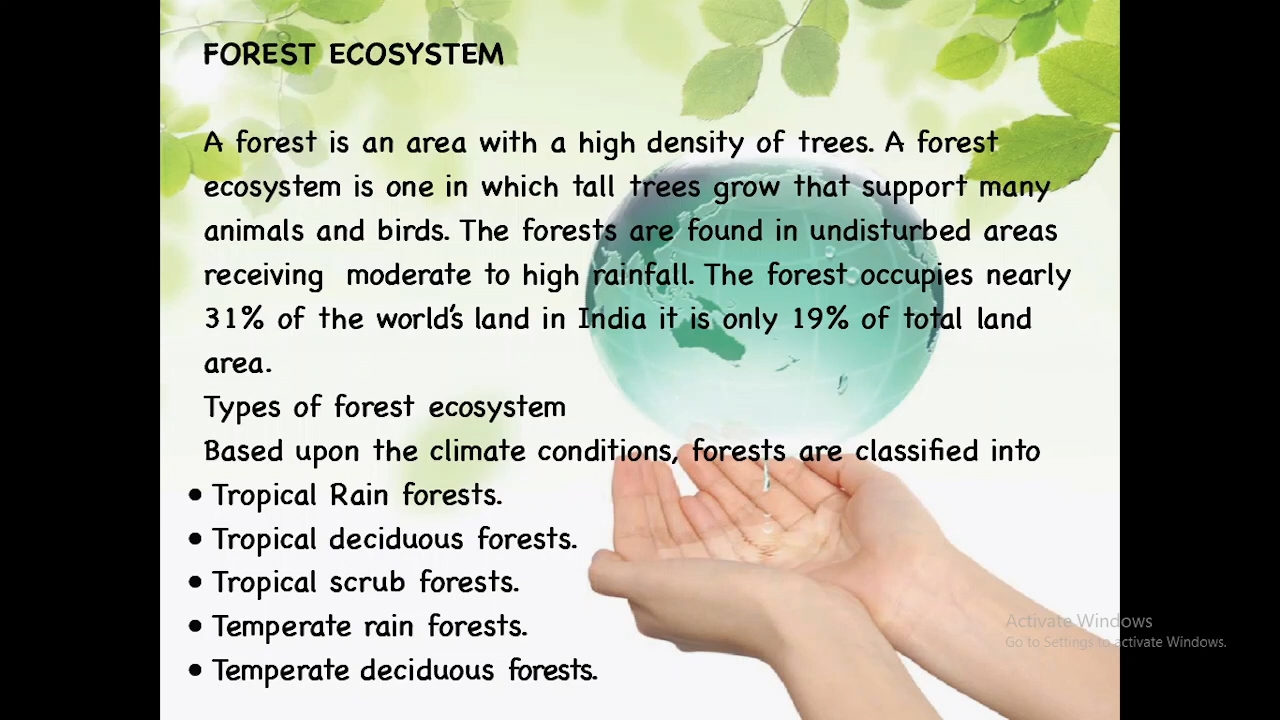 FOREST ECOSYSTEM
A forest is an area with a high density of trees. A forest
ecosystem is one in which tall trees grow that support many
animals and birds. The forests are found in undisturbed areas
receiving moderate to high rainfall. The forest occupies nearly
31% of the world's land in India it is only 19% of total land
area.
Types of forest ecosystem
Based upon the climate conditions, forests are classified into
• Tropical Rain forests.
• Tropical deciduous forests.
• Tropical scrub forests.
• Temperate rain forests.
• Temperate deciduous forests.
Activate Windows
Go to Settings to activate Windows.